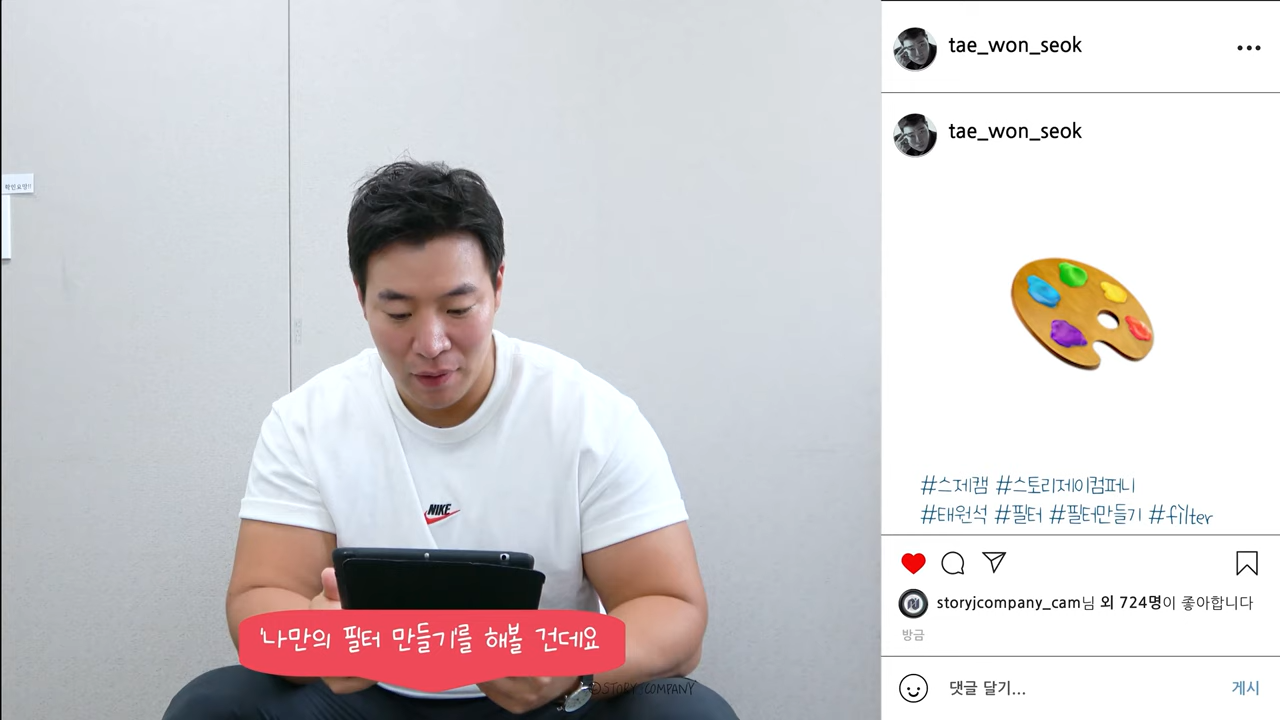 확인요망!!
NIKE
'나만의 필터 만들기'를 해볼 건데요
©STORY J COMPANY
tae_won_seok
tae_won_seok
#스제캠 #스토리제이컴퍼니
#태원석 #필터 #필터만들기 #filter
storyjcompany_cam님 외 724명이 좋아합니다
방금
댓글 달기...
게시